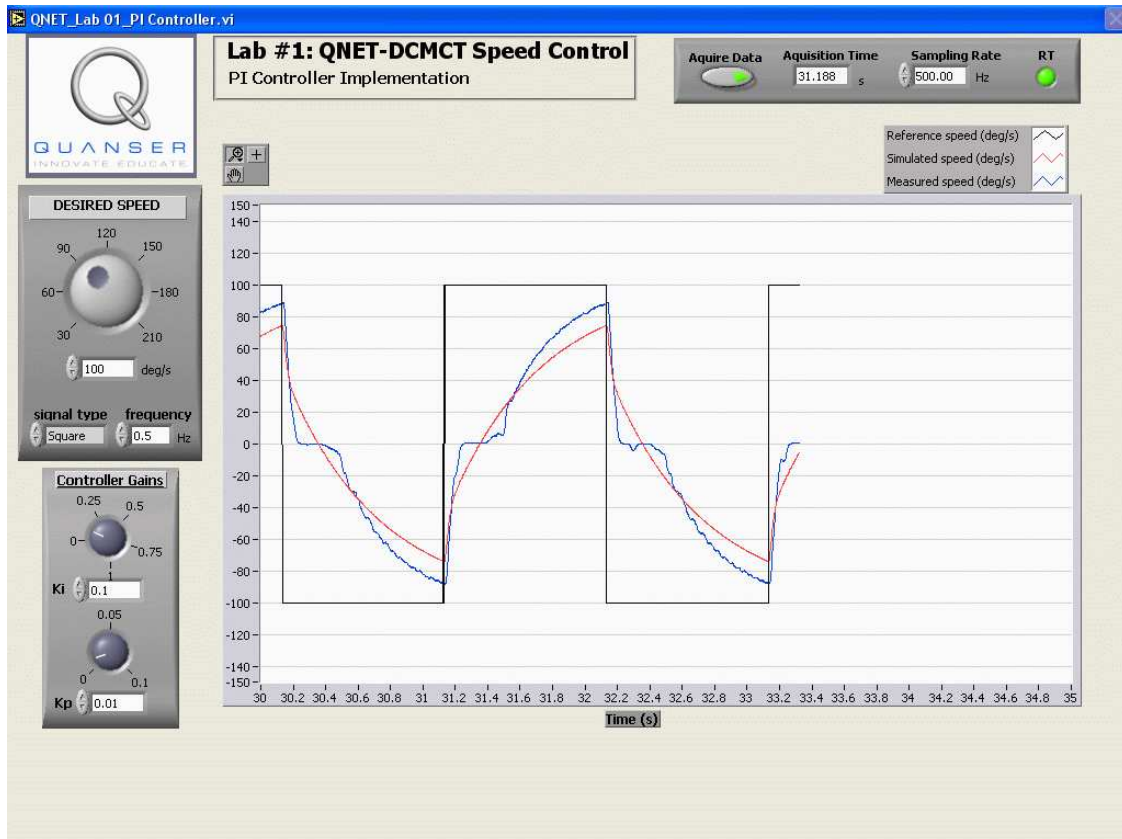 QNET_Lab 01_PI Controller.vi
QUANSER
INNOVATE EDUCATE
Lab #1: QNET-DCMCT Speed Control
PI Controller Implementation
Aquire Data
Aquisition Time
31.188 s
Sampling Rate
500.00 Hz
RT
Reference speed (deg/s)
Simulated speed (deg/s)
Measured speed (deg/s)
DESIRED SPEED
30
60
90
120
150
180
210
100 deg/s
signal type frequency
Square 0.5 Hz
Controller Gains
0
0.25
0.5
0.75
1
Ki 0.1
0
0.05
0.1
Kp 0.01
150
140
120
100
80
60
40
20
0
-20
-40
-60
-80
-100
-120
-140
-150
30 30.2 30.4 30.6 30.8 31 31.2 31.4 31.6 31.8 32 32.2 32.4 32.6 32.8 33 33.2 33.4 33.6 33.8 34 34.2 34.4 34.6 34.8 35
Time (s)